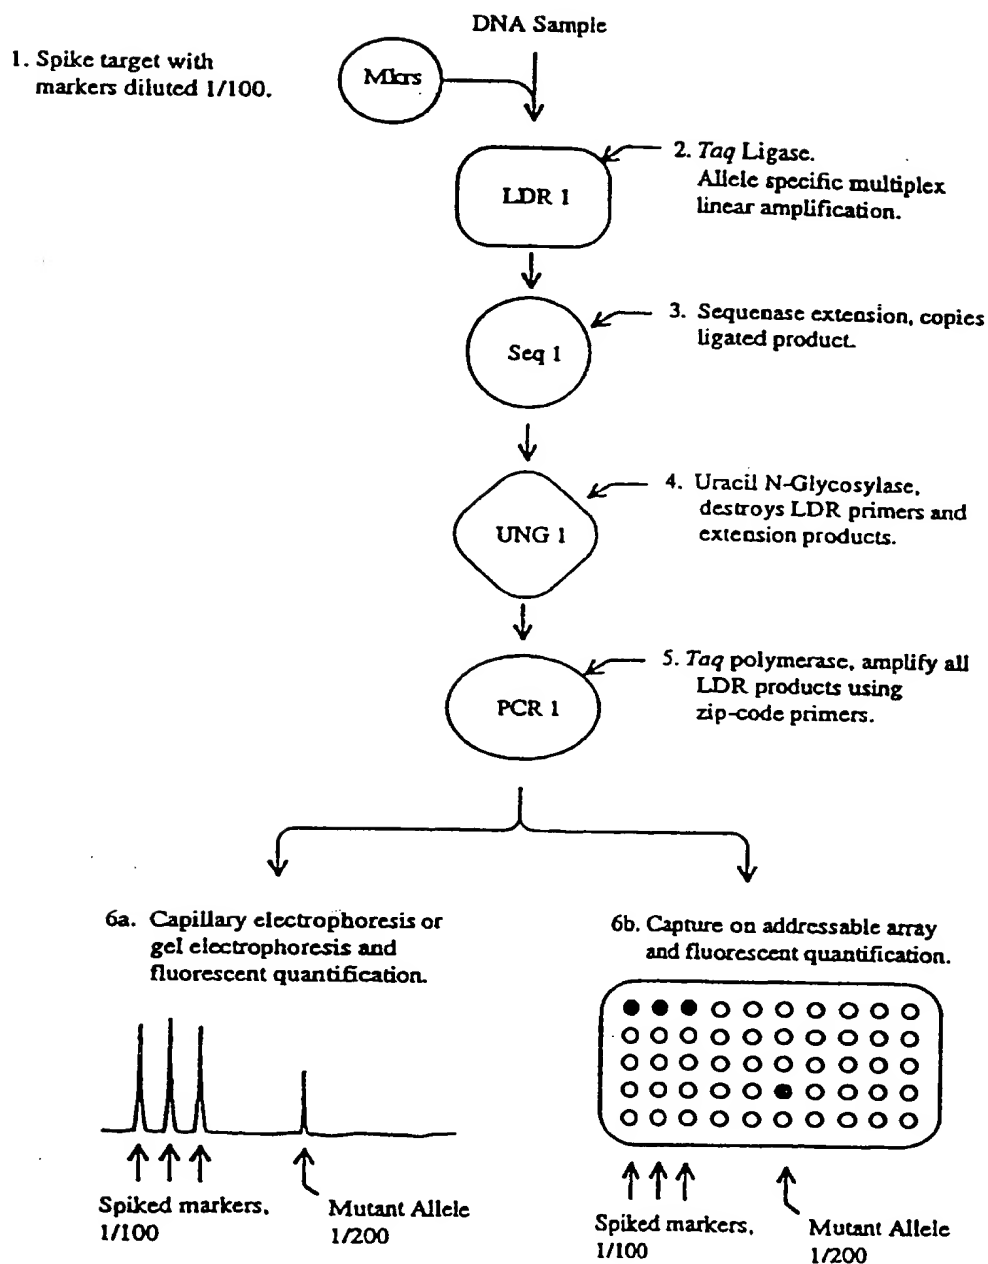 DNA Sample
1. Spike target with
markers diluted 1/100.
Mkrs
2. Taq Ligase.
Allele specific multiplex
linear amplification.
LDR 1
3. Sequenase extension, copies
ligated product.
Seq 1
4. Uracil N-Glycosylase,
destroys LDR primers and
extension products.
UNG 1
5. Taq polymerase, amplify all
LDR products using
zip-code primers.
PCR 1
6a. Capillary electrophoresis or
gel electrophoresis and
fluorescent quantification.
6b. Capture on addressable array
and fluorescent quantification.
Spiked markers,
1/100
Mutant Allele
1/200
Spiked markers,
1/100
Mutant Allele
1/200